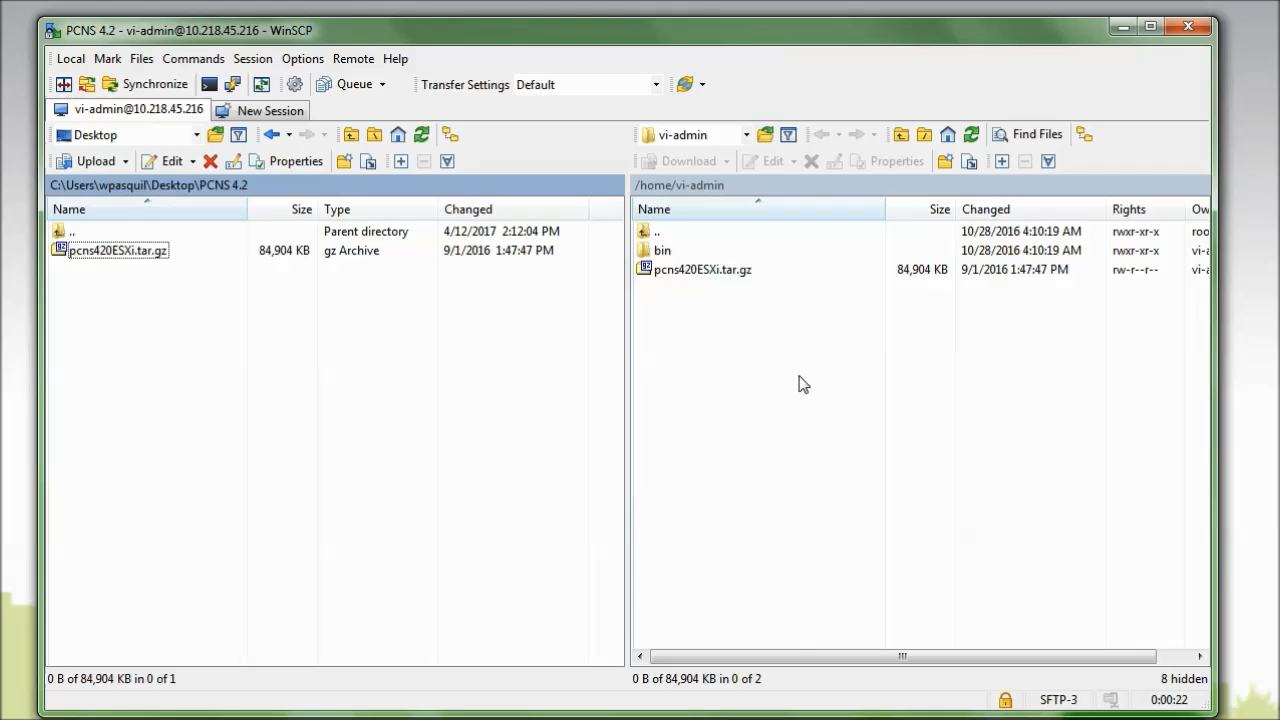 PCNS 4.2 - vi-admin@10.218.45.216 - WinSCP
Local Mark Files Commands Session Options Remote Help
Synchronize Queue Transfer Settings Default
vi-admin@10.218.45.216 New Session
Desktop vi-admin Find Files
Upload Edit Properties Download Edit Properties
C:\Users\wpasquil\Desktop\PCNS 4.2 /home/vi-admin
Name Size Type Changed Name Size Changed Rights Ow
.. Parent directory 4/12/2017 2:12:04 PM .. 10/28/2016 4:10:19 AM rwxr-xr-x roo
pcns420ESXi.tar.gz 84,904 KB gz Archive 9/1/2016 1:47:47 PM bin 10/28/2016 4:10:19 AM rwxr-xr-x vi-a
pcns420ESXi.tar.gz 84,904 KB 9/1/2016 1:47:47 PM rw-r--r-- vi-a
0 B of 84,904 KB in 0 of 1 0 B of 84,904 KB in 0 of 2 8 hidden
SFTP-3 0:00:22